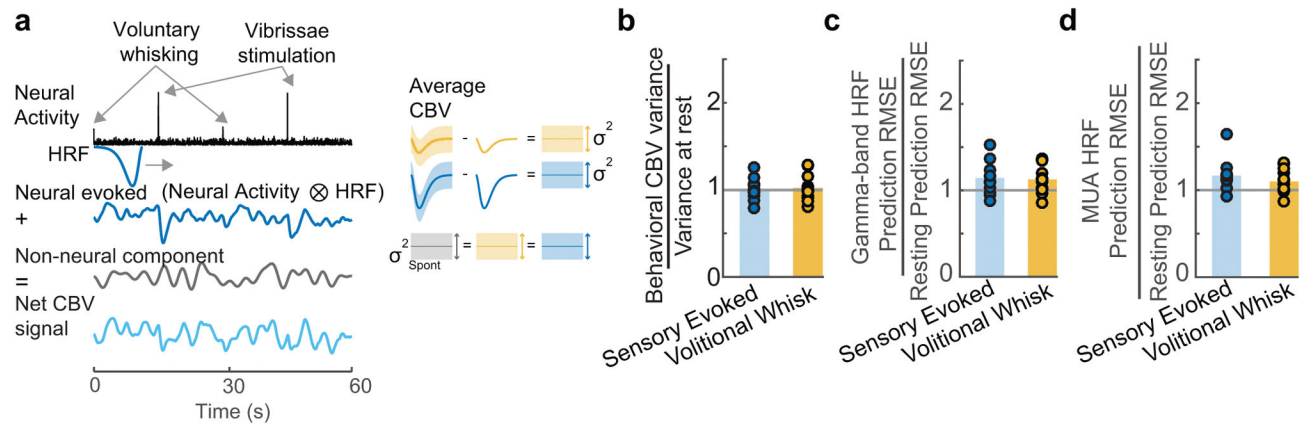 a
Voluntary
whisking
Vibrissae
stimulation
Neural
Activity
HRF
Neural evoked (Neural Activity ⊗ HRF)
+
Non-neural component
=
Net CBV
signal
0 30 60
Time (s)
Average
CBV
- = σ²
- = σ²
σ² Spont = =
b
Behavioral CBV variance
Variance at rest
2
1
0
Sensory Evoked
Volitional Whisk
c
Gamma-band HRF
Prediction RMSE
Resting Prediction RMSE
2
1
0
Sensory Evoked
Volitional Whisk
d
MUA HRF
Prediction RMSE
Resting Prediction RMSE
2
1
0
Sensory Evoked
Volitional Whisk